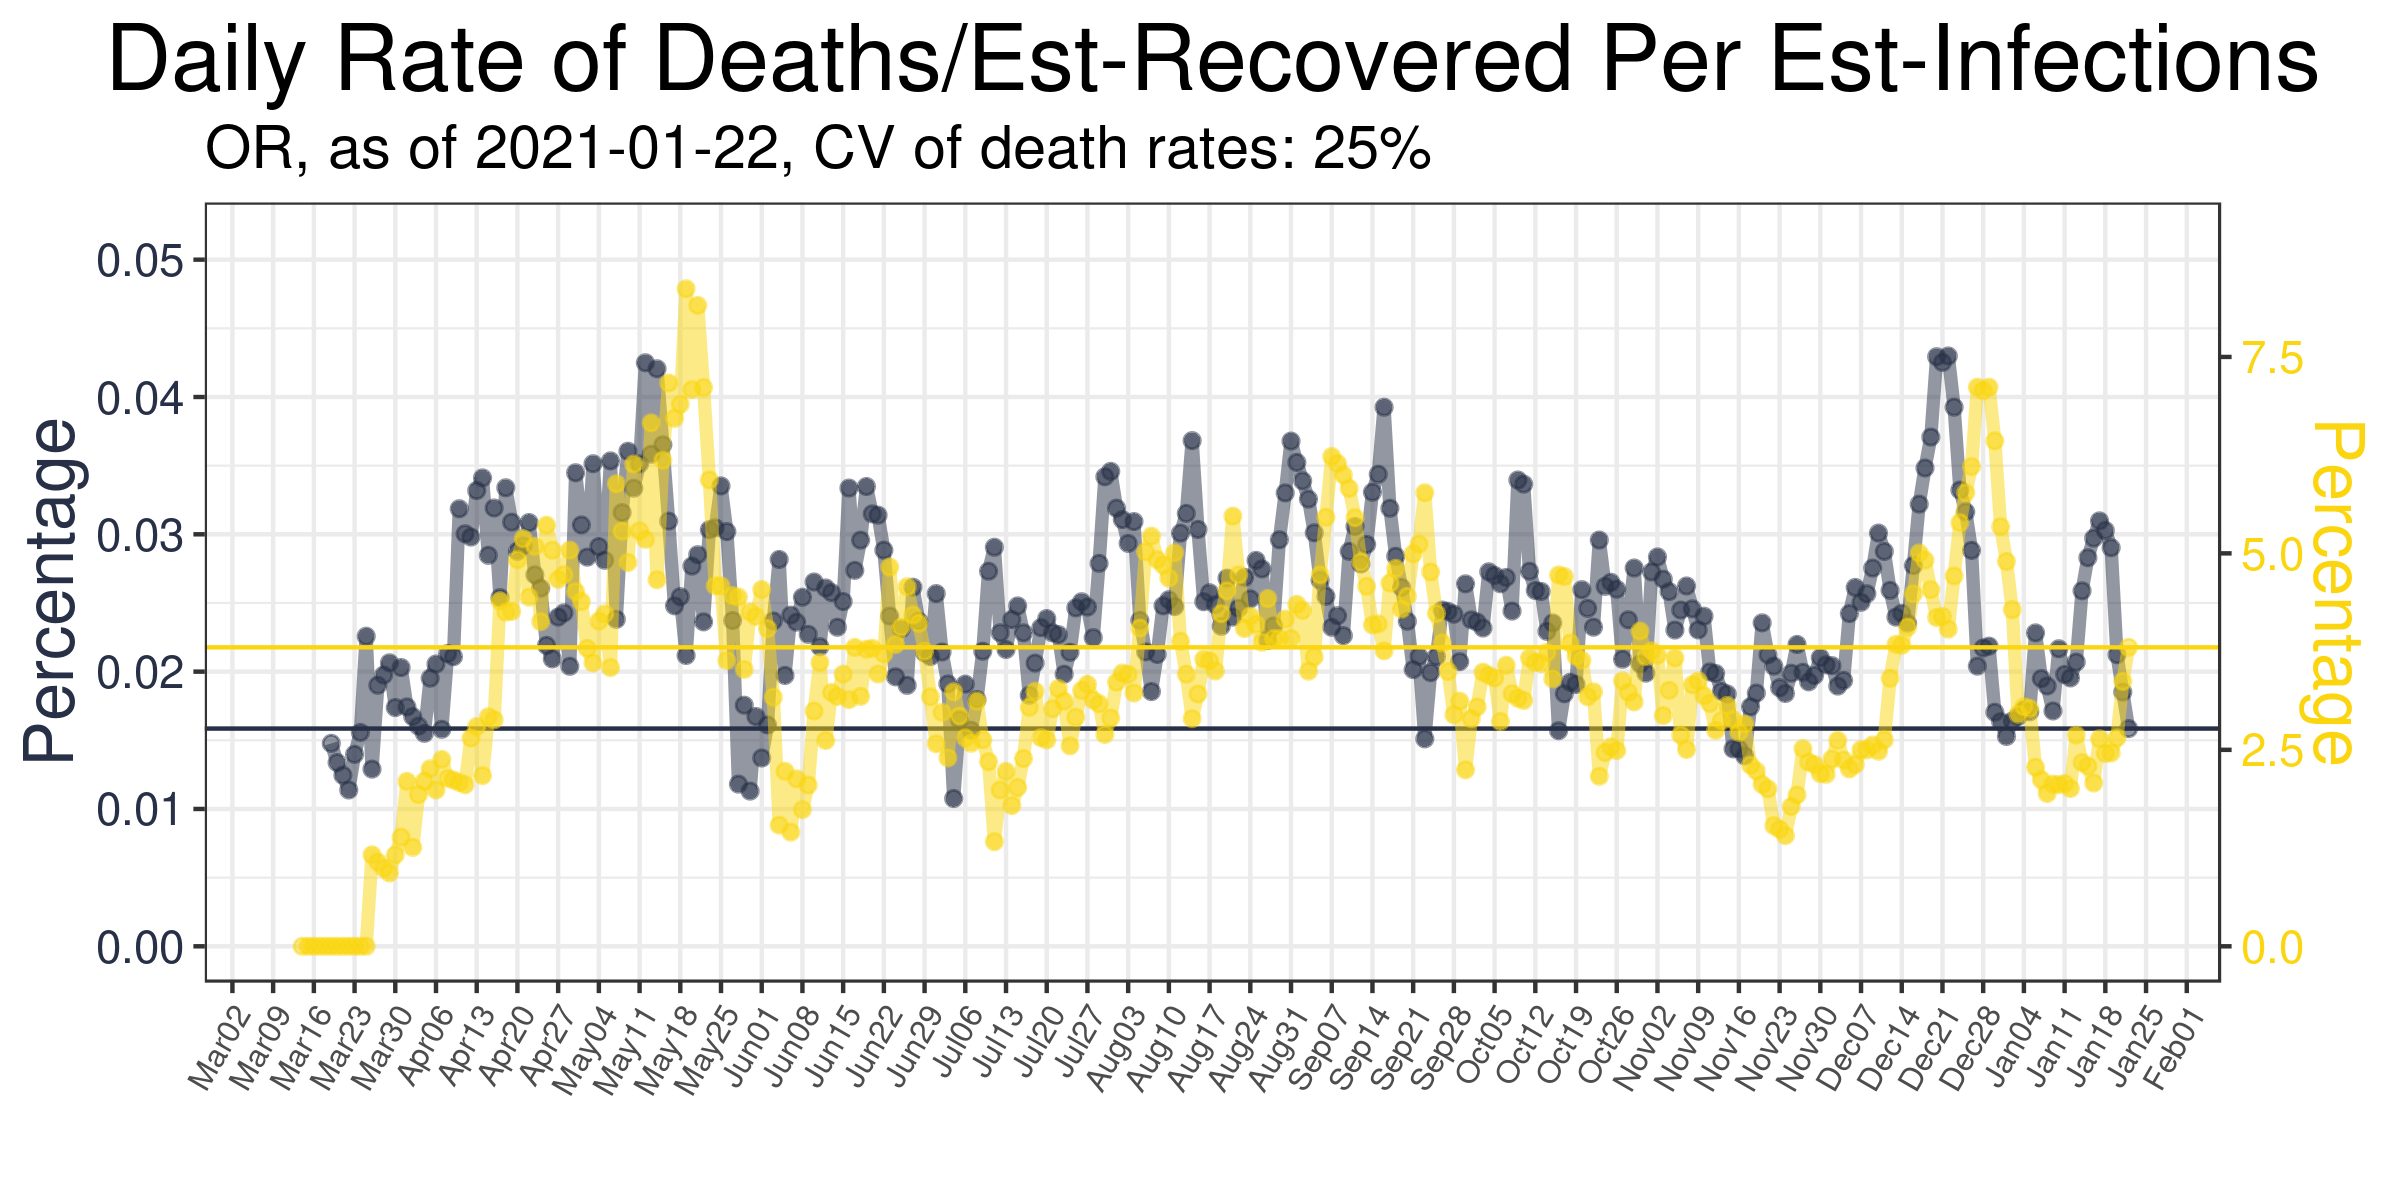 Daily Rate of Deaths/Est-Recovered Per Est-Infections
OR, as of 2021-01-22, CV of death rates: 25%
Percentage
0.05
0.04
0.03
0.02
0.01
0.00
7.5
5.0
2.5
0.0
Percentage
Mar02
Mar09
Mar16
Mar23
Mar30
Apr06
Apr13
Apr20
Apr27
May04
May11
May18
May25
Jun01
Jun08
Jun15
Jun22
Jun29
Jul06
Jul13
Jul20
Jul27
Aug03
Aug10
Aug17
Aug24
Aug31
Sep07
Sep14
Sep21
Sep28
Oct05
Oct12
Oct19
Oct26
Nov02
Nov09
Nov16
Nov23
Nov30
Dec07
Dec14
Dec21
Dec28
Jan04
Jan11
Jan18
Jan25
Feb01